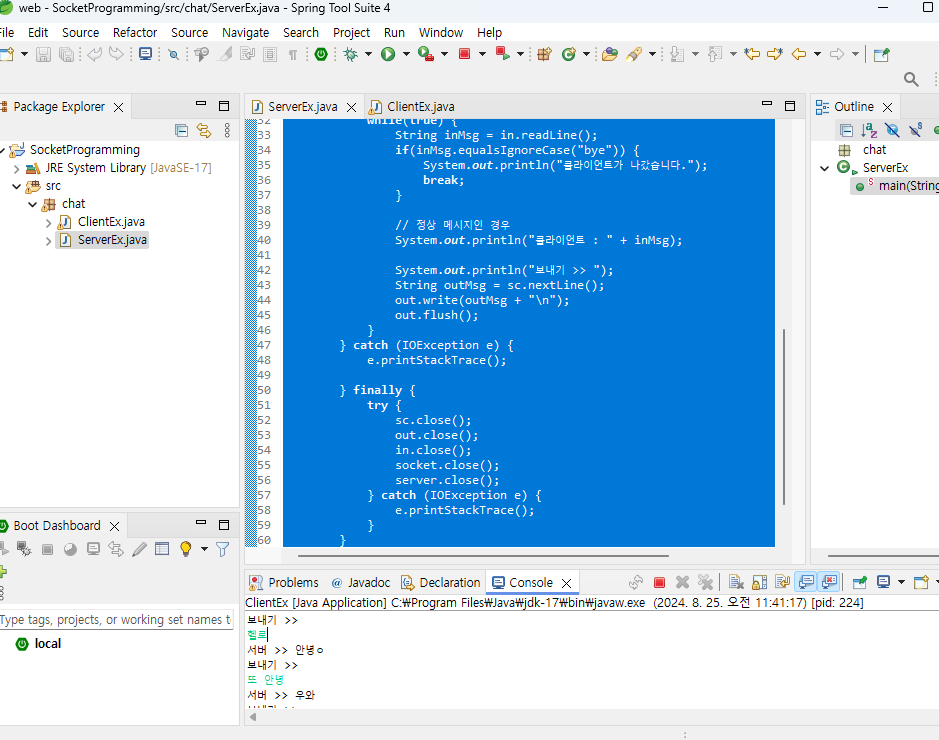 web - SocketProgramming/src/chat/ServerEx.java - Spring Tool Suite 4
File Edit Source Refactor Source Navigate Search Project Run Window Help
Package Explorer
ServerEx.java
ClientEx.java
Outline
SocketProgramming
JRE System Library [JavaSE-17]
src
chat
ClientEx.java
ServerEx.java
32 while(true) {
33 String inMsg = in.readLine();
34 if(inMsg.equalsIgnoreCase("bye")) {
35 System.out.println("클라이언트가 나갔습니다.");
36 break;
37 }
38
39 // 정상 메시지인 경우
40 System.out.println("클라이언트 : " + inMsg);
41
42 System.out.println("보내기 >> ");
43 String outMsg = sc.nextLine();
44 out.write(outMsg + "\n");
45 out.flush();
46 }
47 } catch (IOException e) {
48 e.printStackTrace();
49
50 } finally {
51 try {
52 sc.close();
53 out.close();
54 in.close();
55 socket.close();
56 server.close();
57 } catch (IOException e) {
58 e.printStackTrace();
59 }
60 }
chat
ServerEx
main(String
Boot Dashboard
Type tags, projects, or working set names t
local
Problems
@ Javadoc
Declaration
Console
ClientEx [Java Application] C:₩Program Files₩Java₩jdk-17₩bin₩javaw.exe (2024. 8. 25. 오전 11:41:17) [pid: 224]
보내기 >>
헬로
서버 >> 안녕ㅇ
보내기 >>
또 안녕
서버 >> 우와
보내기 >>